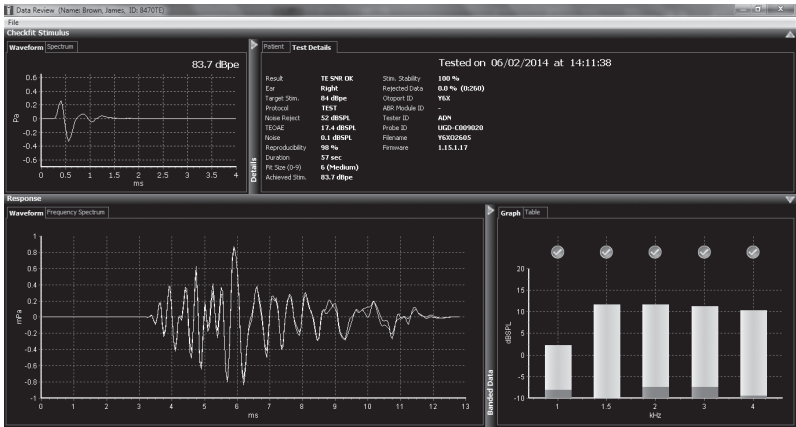 Data Review (Name: Brown, James, ID: 8470TE)
File
Checkfit Stimulus
Waveform Spectrum
83.7 dBpe
0.6
0.4
0.2
0
-0.2
-0.4
-0.6
Pa
0 0.5 1 1.5 2 2.5 3 3.5 4
ms
Details
Patient Test Details
Tested on 06/02/2014 at 14:11:38
Result TE SNR OK Stim. Stability 100 %
Ear Right Rejected Data 0.0 % (0:260)
Target Stim. 84 dBpe Otoport ID Y6X
Protocol TEST ABR Module ID -
Noise Reject 52 dBSPL Tester ID ADN
TEOAE 17.4 dBSPL Probe ID UGD-C009020
Noise 0.1 dBSPL Filename Y6X02605
Reproducibility 98 % Firmware 1.15.1.17
Duration 57 sec
Fit Size (0-9) 6 (Medium)
Achieved Stim. 83.7 dBpe
Response
Waveform Frequency Spectrum
1
0.8
0.6
0.4
0.2
0
-0.2
-0.4
-0.6
-0.8
-1
mPa
0 1 2 3 4 5 6 7 8 9 10 11 12 13
ms
Banded Data
Graph Table
20
15
10
5
0
-5
-10
dBSPL
1 1.5 2 3 4
kHz